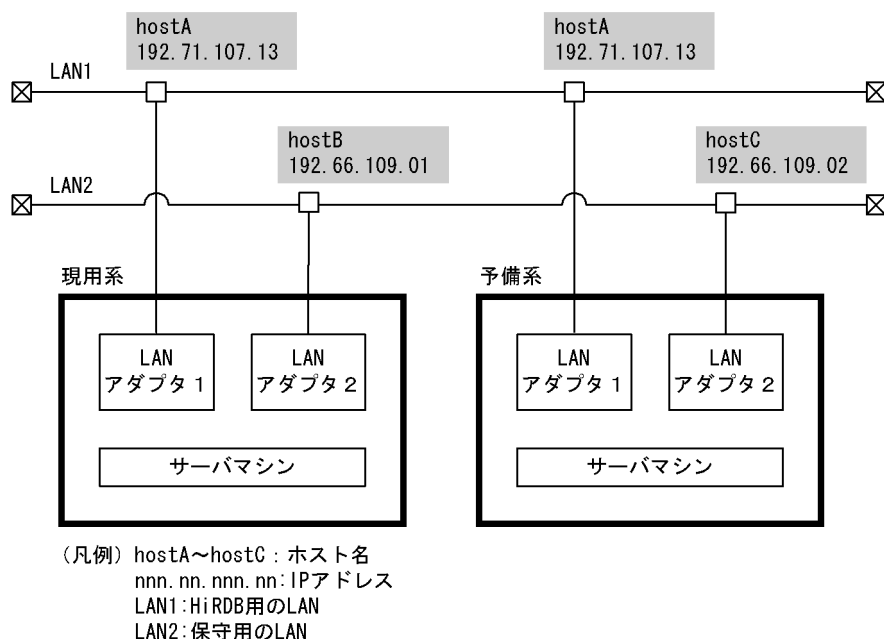 hostA
192.71.107.13
hostA
192.71.107.13
LAN1
hostB
192.66.109.01
hostC
192.66.109.02
LAN2
現用系
予備系
LAN
アダプタ1
LAN
アダプタ2
LAN
アダプタ1
LAN
アダプタ2
サーバマシン
サーバマシン
(凡例) hostA~hostC:ホスト名
nnn.nn.nnn.nn:IPアドレス
LAN1:HiRDB用のLAN
LAN2:保守用のLAN